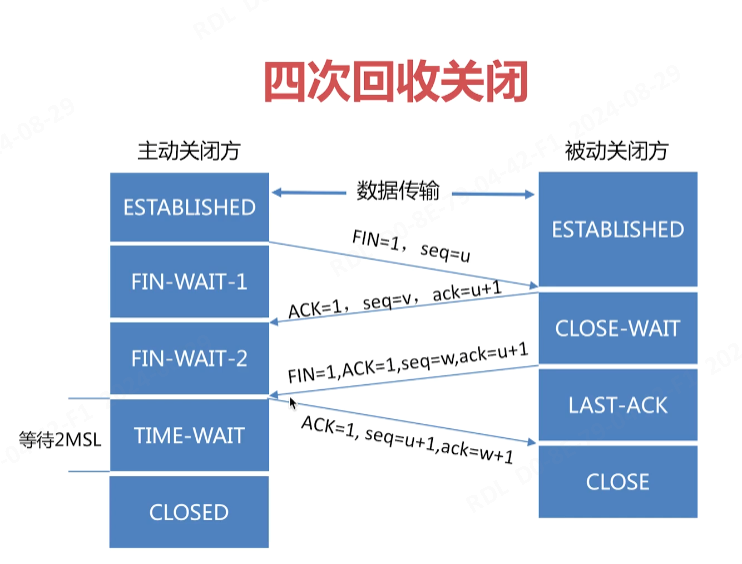 四次回收关闭
主动关闭方
被动关闭方
数据传输
ESTABLISHED
ESTABLISHED
FIN=1，seq=u
FIN-WAIT-1
ACK=1，seq=v，ack=u+1
CLOSE-WAIT
FIN-WAIT-2
FIN=1,ACK=1,seq=w,ack=u+1
LAST-ACK
等待2MSL
TIME-WAIT
ACK=1, seq=u+1,ack=w+1
CLOSE
CLOSED